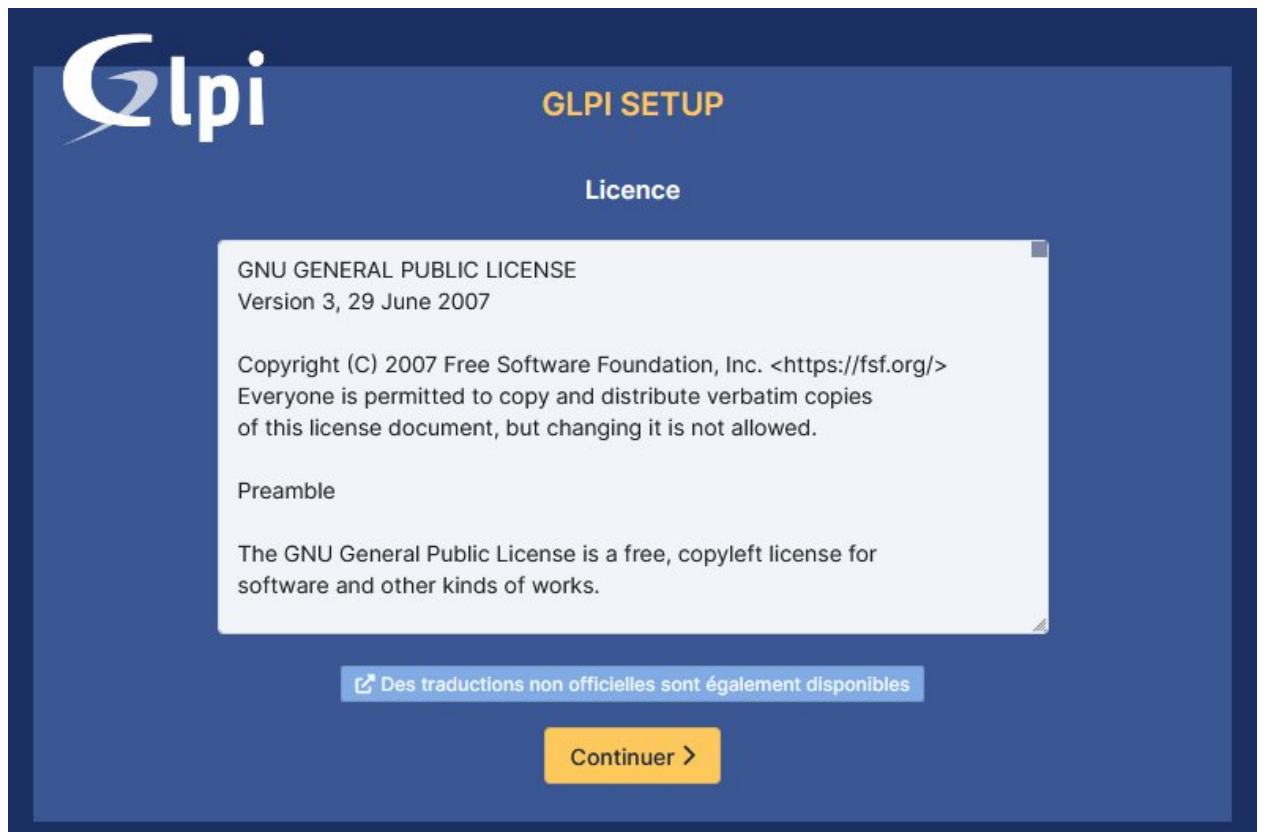 Glpi
GLPI SETUP
Licence
GNU GENERAL PUBLIC LICENSE
Version 3, 29 June 2007
Copyright (C) 2007 Free Software Foundation, Inc. <https://fsf.org/>
Everyone is permitted to copy and distribute verbatim copies
of this license document, but changing it is not allowed.
Preamble
The GNU General Public License is a free, copyleft license for
software and other kinds of works.
Des traductions non officielles sont également disponibles
Continuer